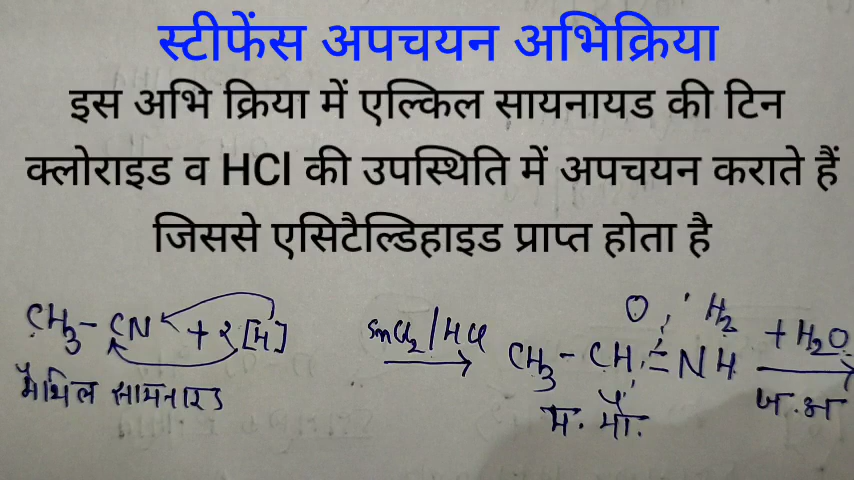 स्टीफेंस अपचयन अभिक्रिया
इस अभि क्रिया में एल्किल सायनायड की टिन
क्लोराइड व HCl की उपस्थिति में अपचयन कराते हैं
जिससे एसिटैल्डिहाइड प्राप्त होता है
CH₃- CN + 2[H] SnCl₂/HCl CH₃- CH = NH + H₂O
O H₂
मैथिल सायनाइड म. यौ. ज.अ